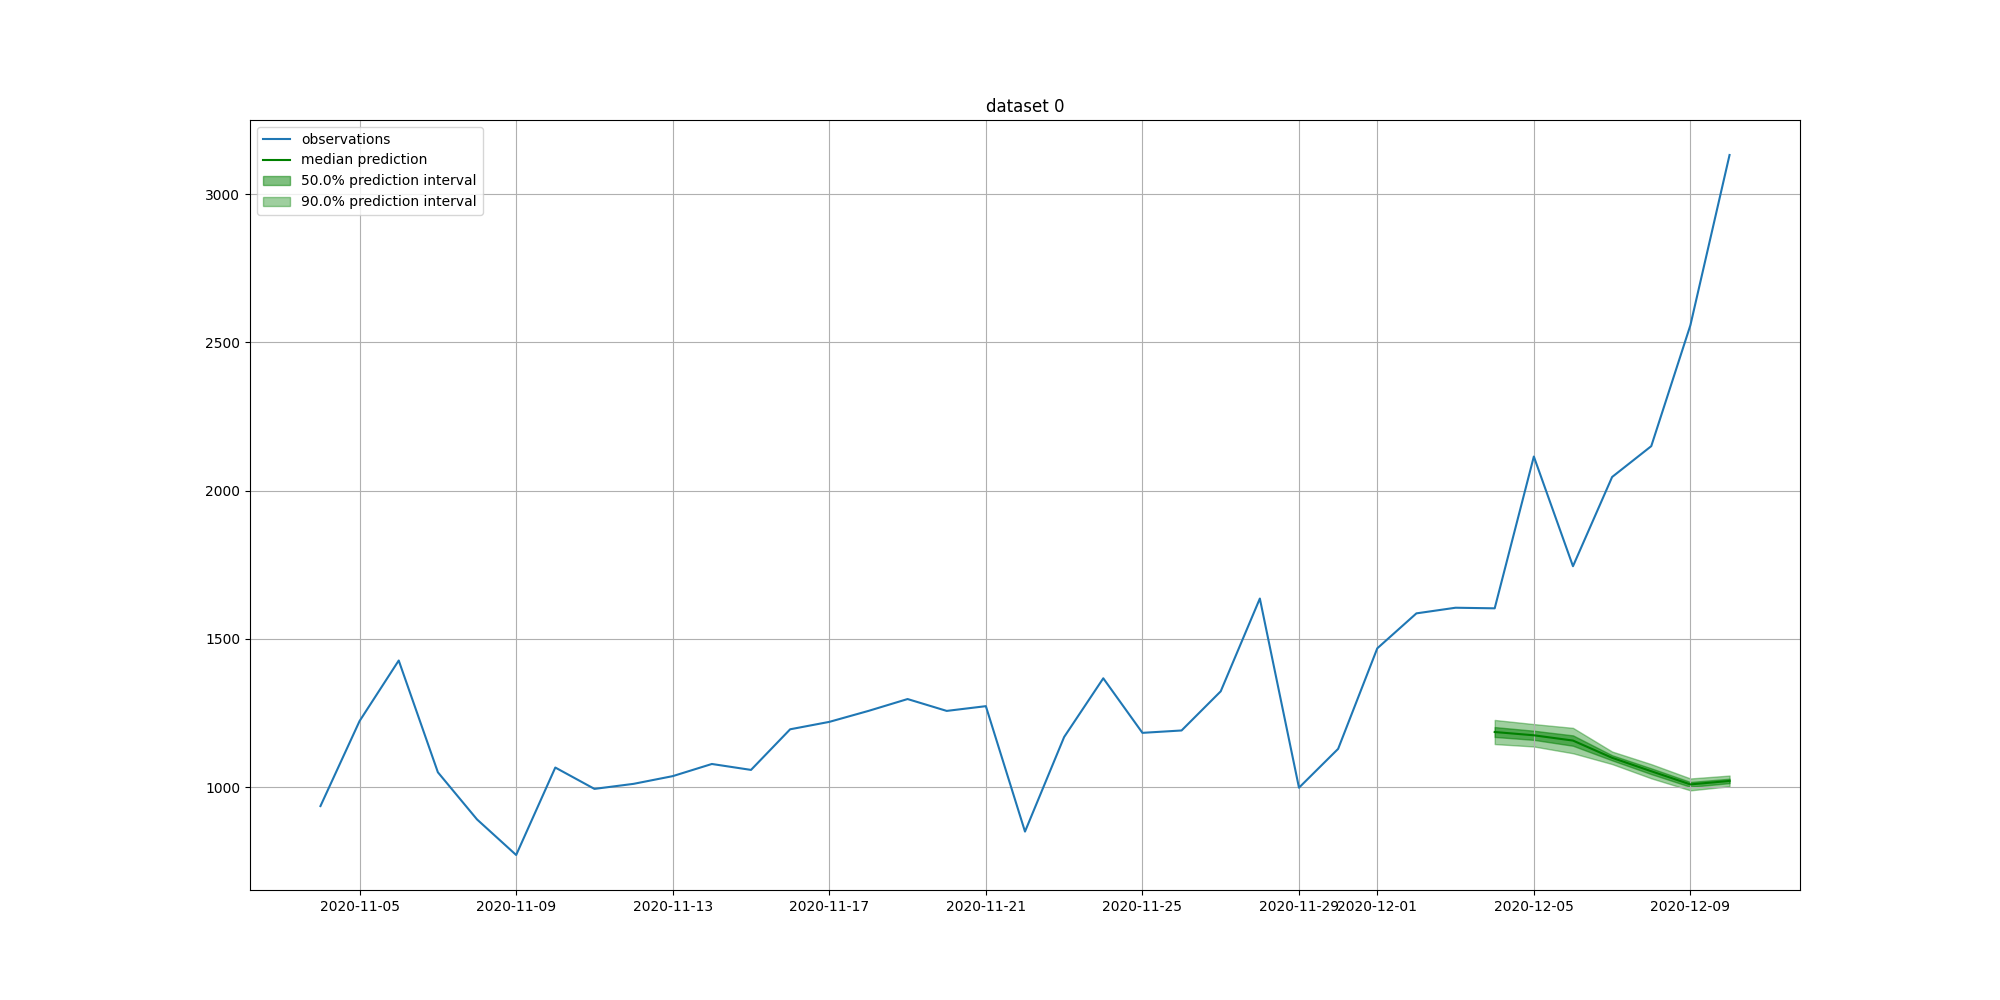 dataset 0
observations
median prediction
50.0% prediction interval
90.0% prediction interval
3000
2500
2000
1500
1000
2020-11-05 2020-11-09 2020-11-13 2020-11-17 2020-11-21 2020-11-25 2020-11-29 2020-12-01 2020-12-05 2020-12-09